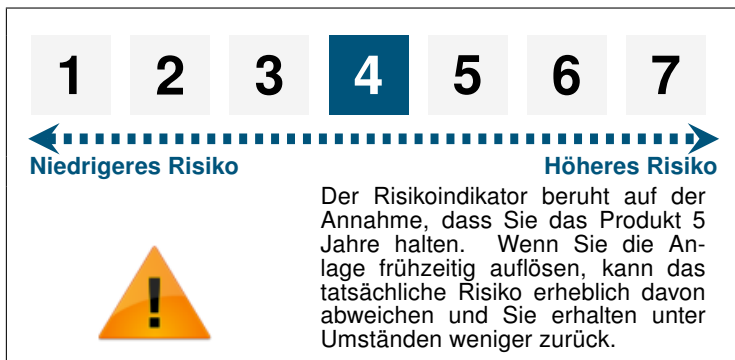 1 2 3 4 5 6 7
Niedrigeres Risiko Höheres Risiko
Der Risikoindikator beruht auf der
Annahme, dass Sie das Produkt 5
Jahre halten. Wenn Sie die An-
lage frühzeitig auflösen, kann das
tatsächliche Risiko erheblich davon
abweichen und Sie erhalten unter
Umständen weniger zurück.
!